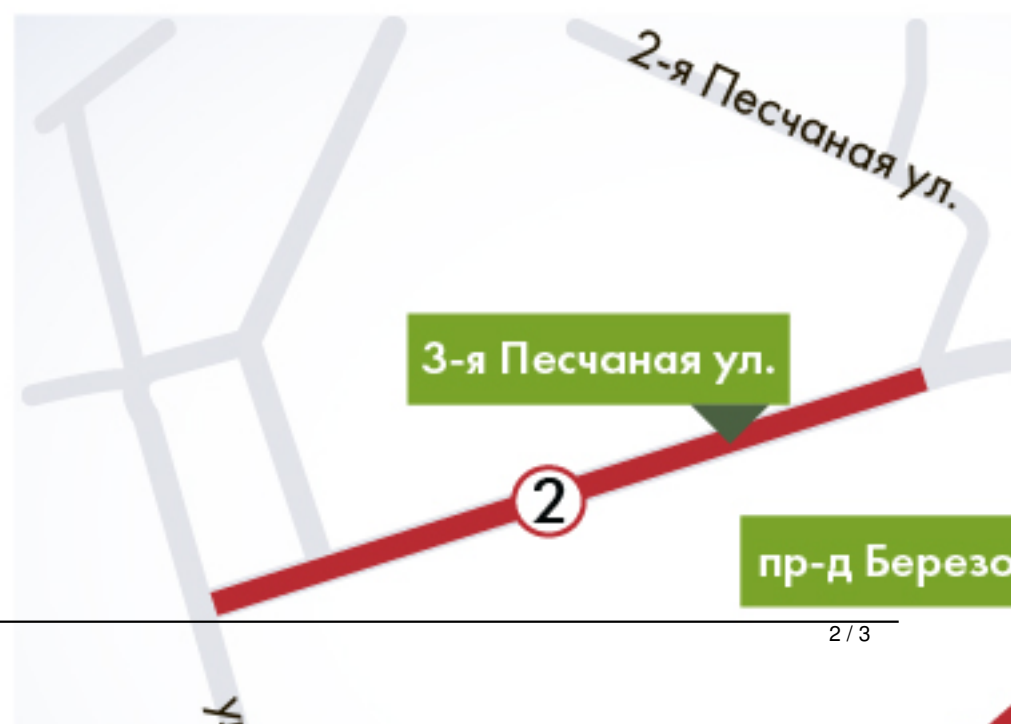 2-я Песчаная ул.
3-я Песчаная ул.
2
пр-д Березо
2 / 3
у